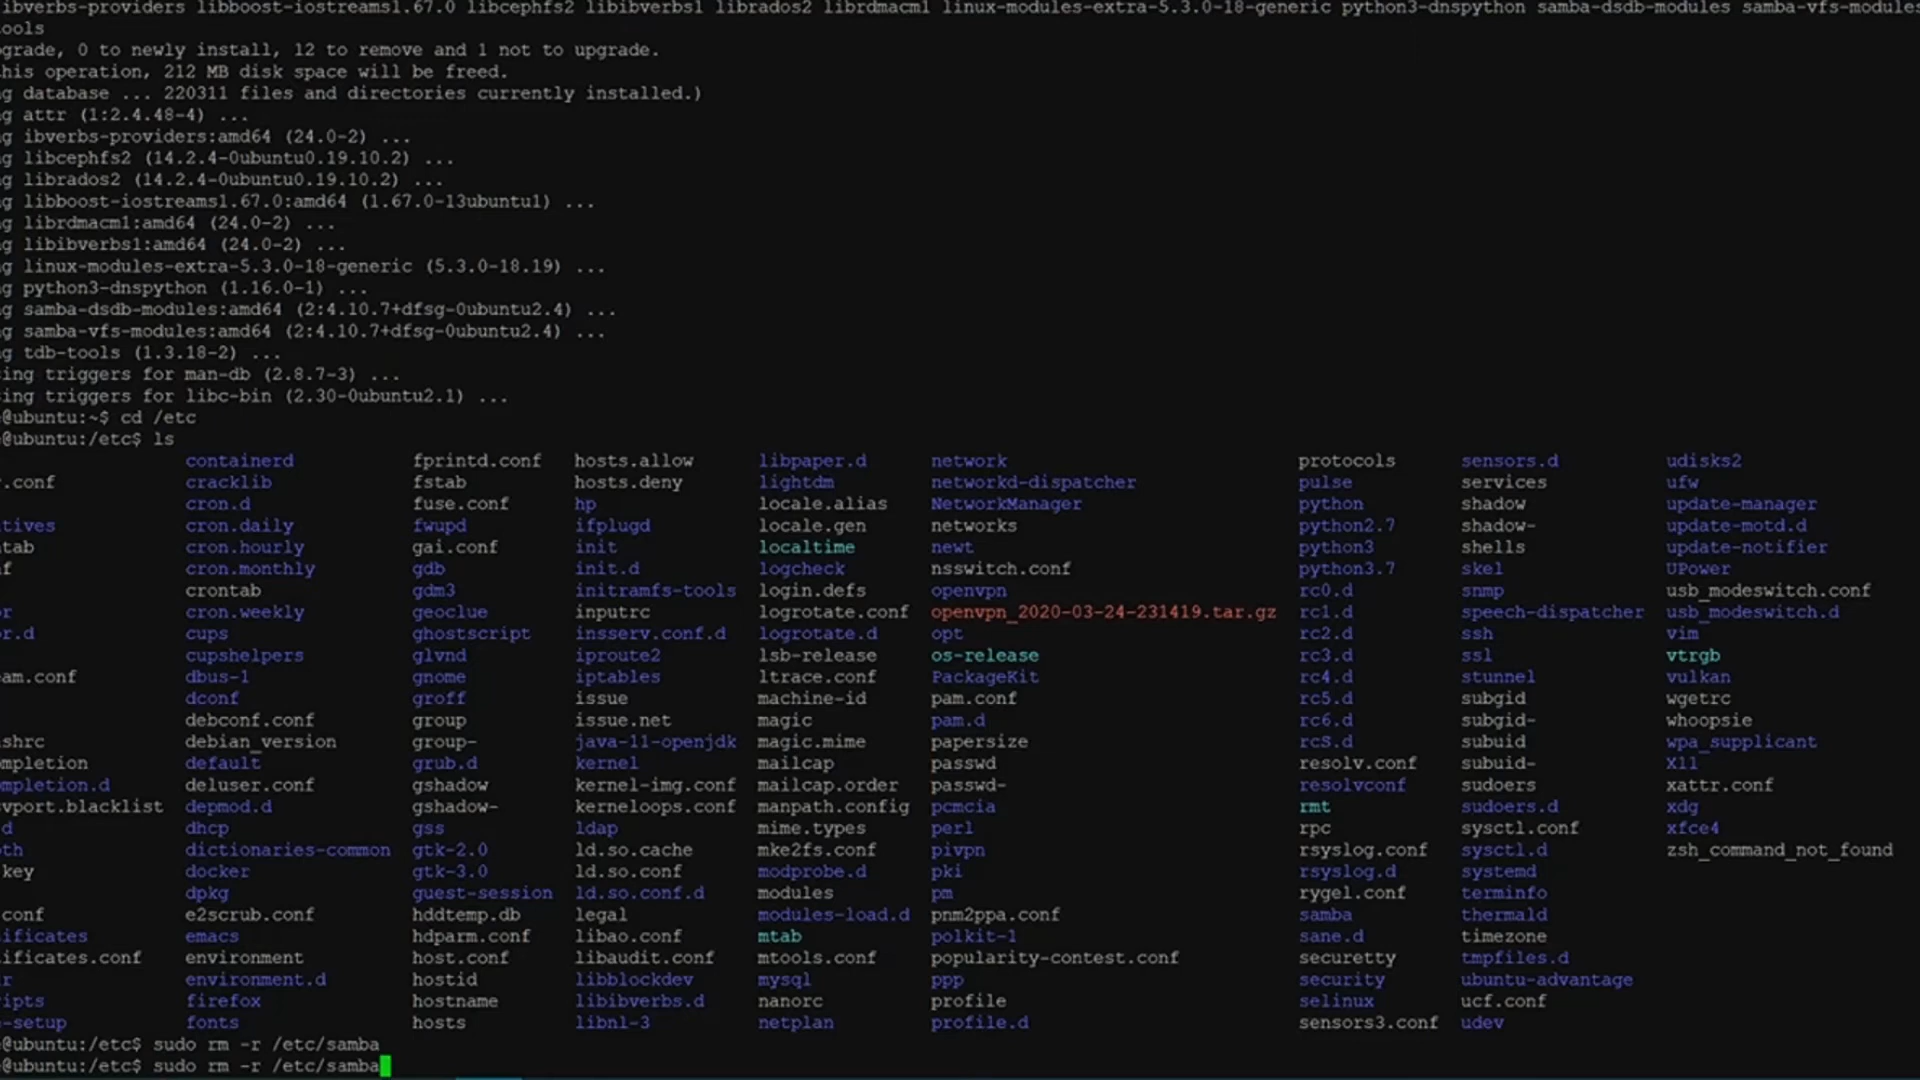 ibverbs-providers libboost-iostreams1.67.0 libcephfs2 libibverbs1 librados2 librdmacm1 linux-modules-extra-5.3.0-18-generic python3-dnspython samba-dsdb-modules samba-vfs-modules
ools
grade, 0 to newly install, 12 to remove and 1 not to upgrade.
his operation, 212 MB disk space will be freed.
g database ... 220311 files and directories currently installed.)
g attr (1:2.4.48-4) ...
g ibverbs-providers:amd64 (24.0-2) ...
g libcephfs2 (14.2.4-0ubuntu0.19.10.2) ...
g librados2 (14.2.4-0ubuntu0.19.10.2) ...
g libboost-iostreams1.67.0:amd64 (1.67.0-13ubuntu1) ...
g librdmacm1:amd64 (24.0-2) ...
g libibverbs1:amd64 (24.0-2) ...
g linux-modules-extra-5.3.0-18-generic (5.3.0-18.19) ...
g python3-dnspython (1.16.0-1) ...
g samba-dsdb-modules:amd64 (2:4.10.7+dfsg-0ubuntu2.4) ...
g samba-vfs-modules:amd64 (2:4.10.7+dfsg-0ubuntu2.4) ...
g tdb-tools (1.3.18-2) ...
ing triggers for man-db (2.8.7-3) ...
ing triggers for libc-bin (2.30-0ubuntu2.1) ...
@ubuntu:~$ cd /etc
@ubuntu:/etc$ ls
containerd fprintd.conf hosts.allow libpaper.d network protocols sensors.d udisks2
.conf cracklib fstab hosts.deny lightdm networkd-dispatcher pulse services ufw
cron.d fuse.conf hp locale.alias NetworkManager python shadow update-manager
tives cron.daily fwupd ifplugd locale.gen networks python2.7 shadow- update-motd.d
tab cron.hourly gai.conf init localtime newt python3 shells update-notifier
f cron.monthly gdb init.d logcheck nsswitch.conf python3.7 skel UPower
crontab gdm3 initramfs-tools login.defs openvpn rc0.d snmp usb_modeswitch.conf
r cron.weekly geoclue inputrc logrotate.conf openvpn_2020-03-24-231419.tar.gz rc1.d speech-dispatcher usb_modeswitch.d
r.d cups ghostscript insserv.conf.d logrotate.d opt rc2.d ssh vim
cupshelpers glvnd iproute2 lsb-release os-release rc3.d ssl vtrgb
am.conf dbus-1 gnome iptables ltrace.conf PackageKit rc4.d stunnel vulkan
dconf groff issue machine-id pam.conf rc5.d subgid wgetrc
debconf.conf group issue.net magic pam.d rc6.d subgid- whoopsie
shrc debian_version group- java-11-openjdk magic.mime papersize rcS.d subuid wpa_supplicant
mpletion default grub.d kernel mailcap passwd resolv.conf subuid- X11
mpletion.d deluser.conf gshadow kernel-img.conf mailcap.order passwd- resolvconf sudoers xattr.conf
vport.blacklist depmod.d gshadow- kerneloops.conf manpath.config pcmcia rmt sudoers.d xdg
d dhcp gss ldap mime.types perl rpc sysctl.conf xfce4
th dictionaries-common gtk-2.0 ld.so.cache mke2fs.conf pivpn rsyslog.conf sysctl.d zsh_command_not_found
key docker gtk-3.0 ld.so.conf modprobe.d pki rsyslog.d systemd
dpkg guest-session ld.so.conf.d modules pm rygel.conf terminfo
conf e2scrub.conf hddtemp.db legal modules-load.d pnm2ppa.conf samba thermald
ificates emacs hdparm.conf libao.conf mtab polkit-1 sane.d timezone
ificates.conf environment host.conf libaudit.conf mtools.conf popularity-contest.conf securetty tmpfiles.d
r environment.d hostid libblockdev mysql ppp security ubuntu-advantage
ipts firefox hostname libibverbs.d nanorc profile selinux ucf.conf
-setup fonts hosts libnl-3 netplan profile.d sensors3.conf udev
@ubuntu:/etc$ sudo rm -r /etc/samba
@ubuntu:/etc$ sudo rm -r /etc/samba